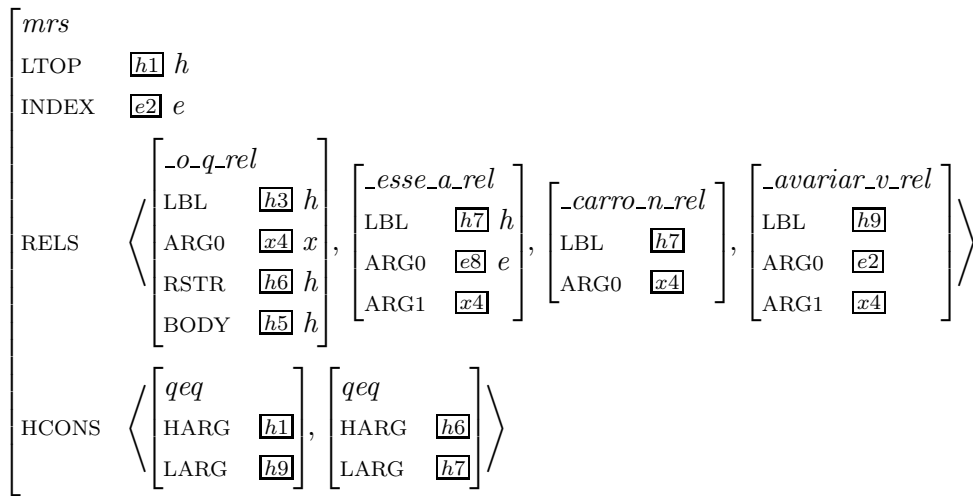 mrs
LTOP h1 h
INDEX e2 e
RELS ⟨ [ _o_q_rel LBL h3 h ARG0 x4 x RSTR h6 h BODY h5 h ] , [ _esse_a_rel LBL h7 h ARG0 e8 e ARG1 x4 ] , [ _carro_n_rel LBL h7 ARG0 x4 ] , [ _avariar_v_rel LBL h9 ARG0 e2 ARG1 x4 ] ⟩
HCONS ⟨ [ qeq HARG h1 LARG h9 ] , [ qeq HARG h6 LARG h7 ] ⟩